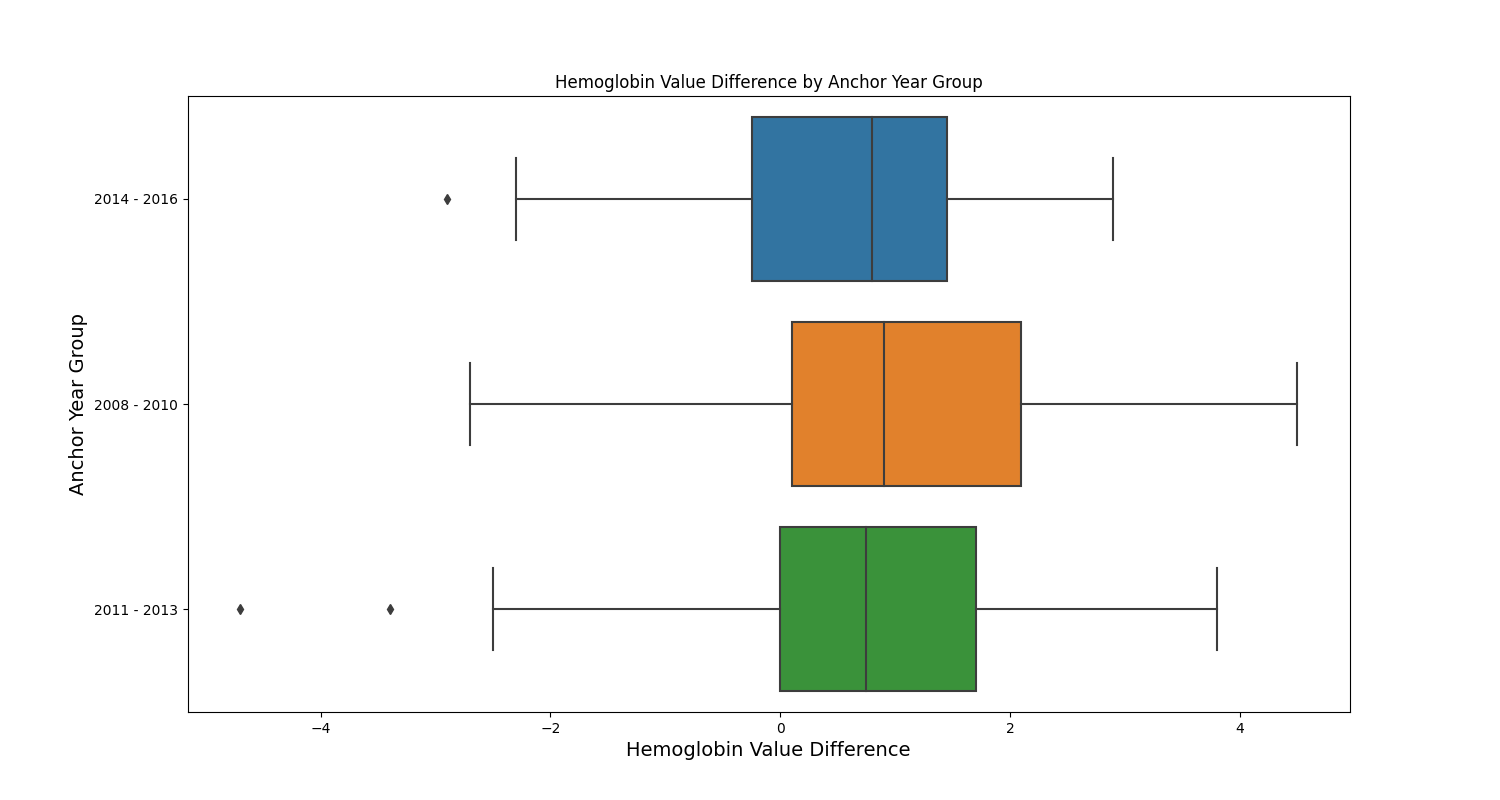 Hemoglobin Value Difference by Anchor Year Group
Anchor Year Group
2014 - 2016
2008 - 2010
2011 - 2013
−4
−2
0
2
4
Hemoglobin Value Difference